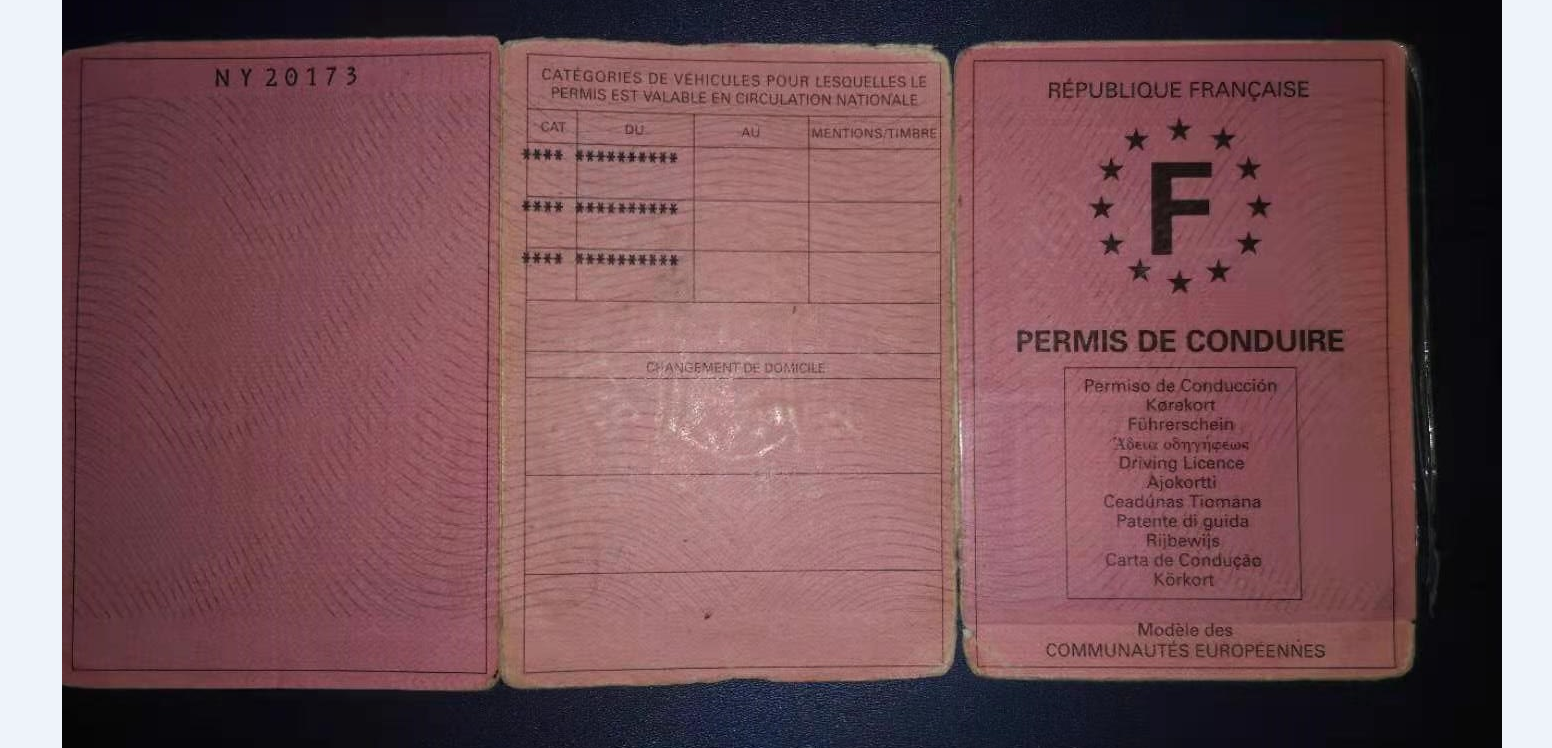 NY20173
CATÉGORIES DE VÉHICULES POUR LESQUELLES LE
PERMIS EST VALABLE EN CIRCULATION NATIONALE
CAT DU AU MENTIONS/TIMBRE
**** **********
**** **********
**** **********
CHANGEMENT DE DOMICILE
RÉPUBLIQUE FRANÇAISE
F
PERMIS DE CONDUIRE
Permiso de Conducción
Kørekort
Führerschein
Άδεια οδηγήσεως
Driving Licence
Ajokortti
Ceadúnas Tiomána
Patente di guida
Rijbewijs
Carta de Condução
Körkort
Modèle des
COMMUNAUTÉS EUROPÉENNES